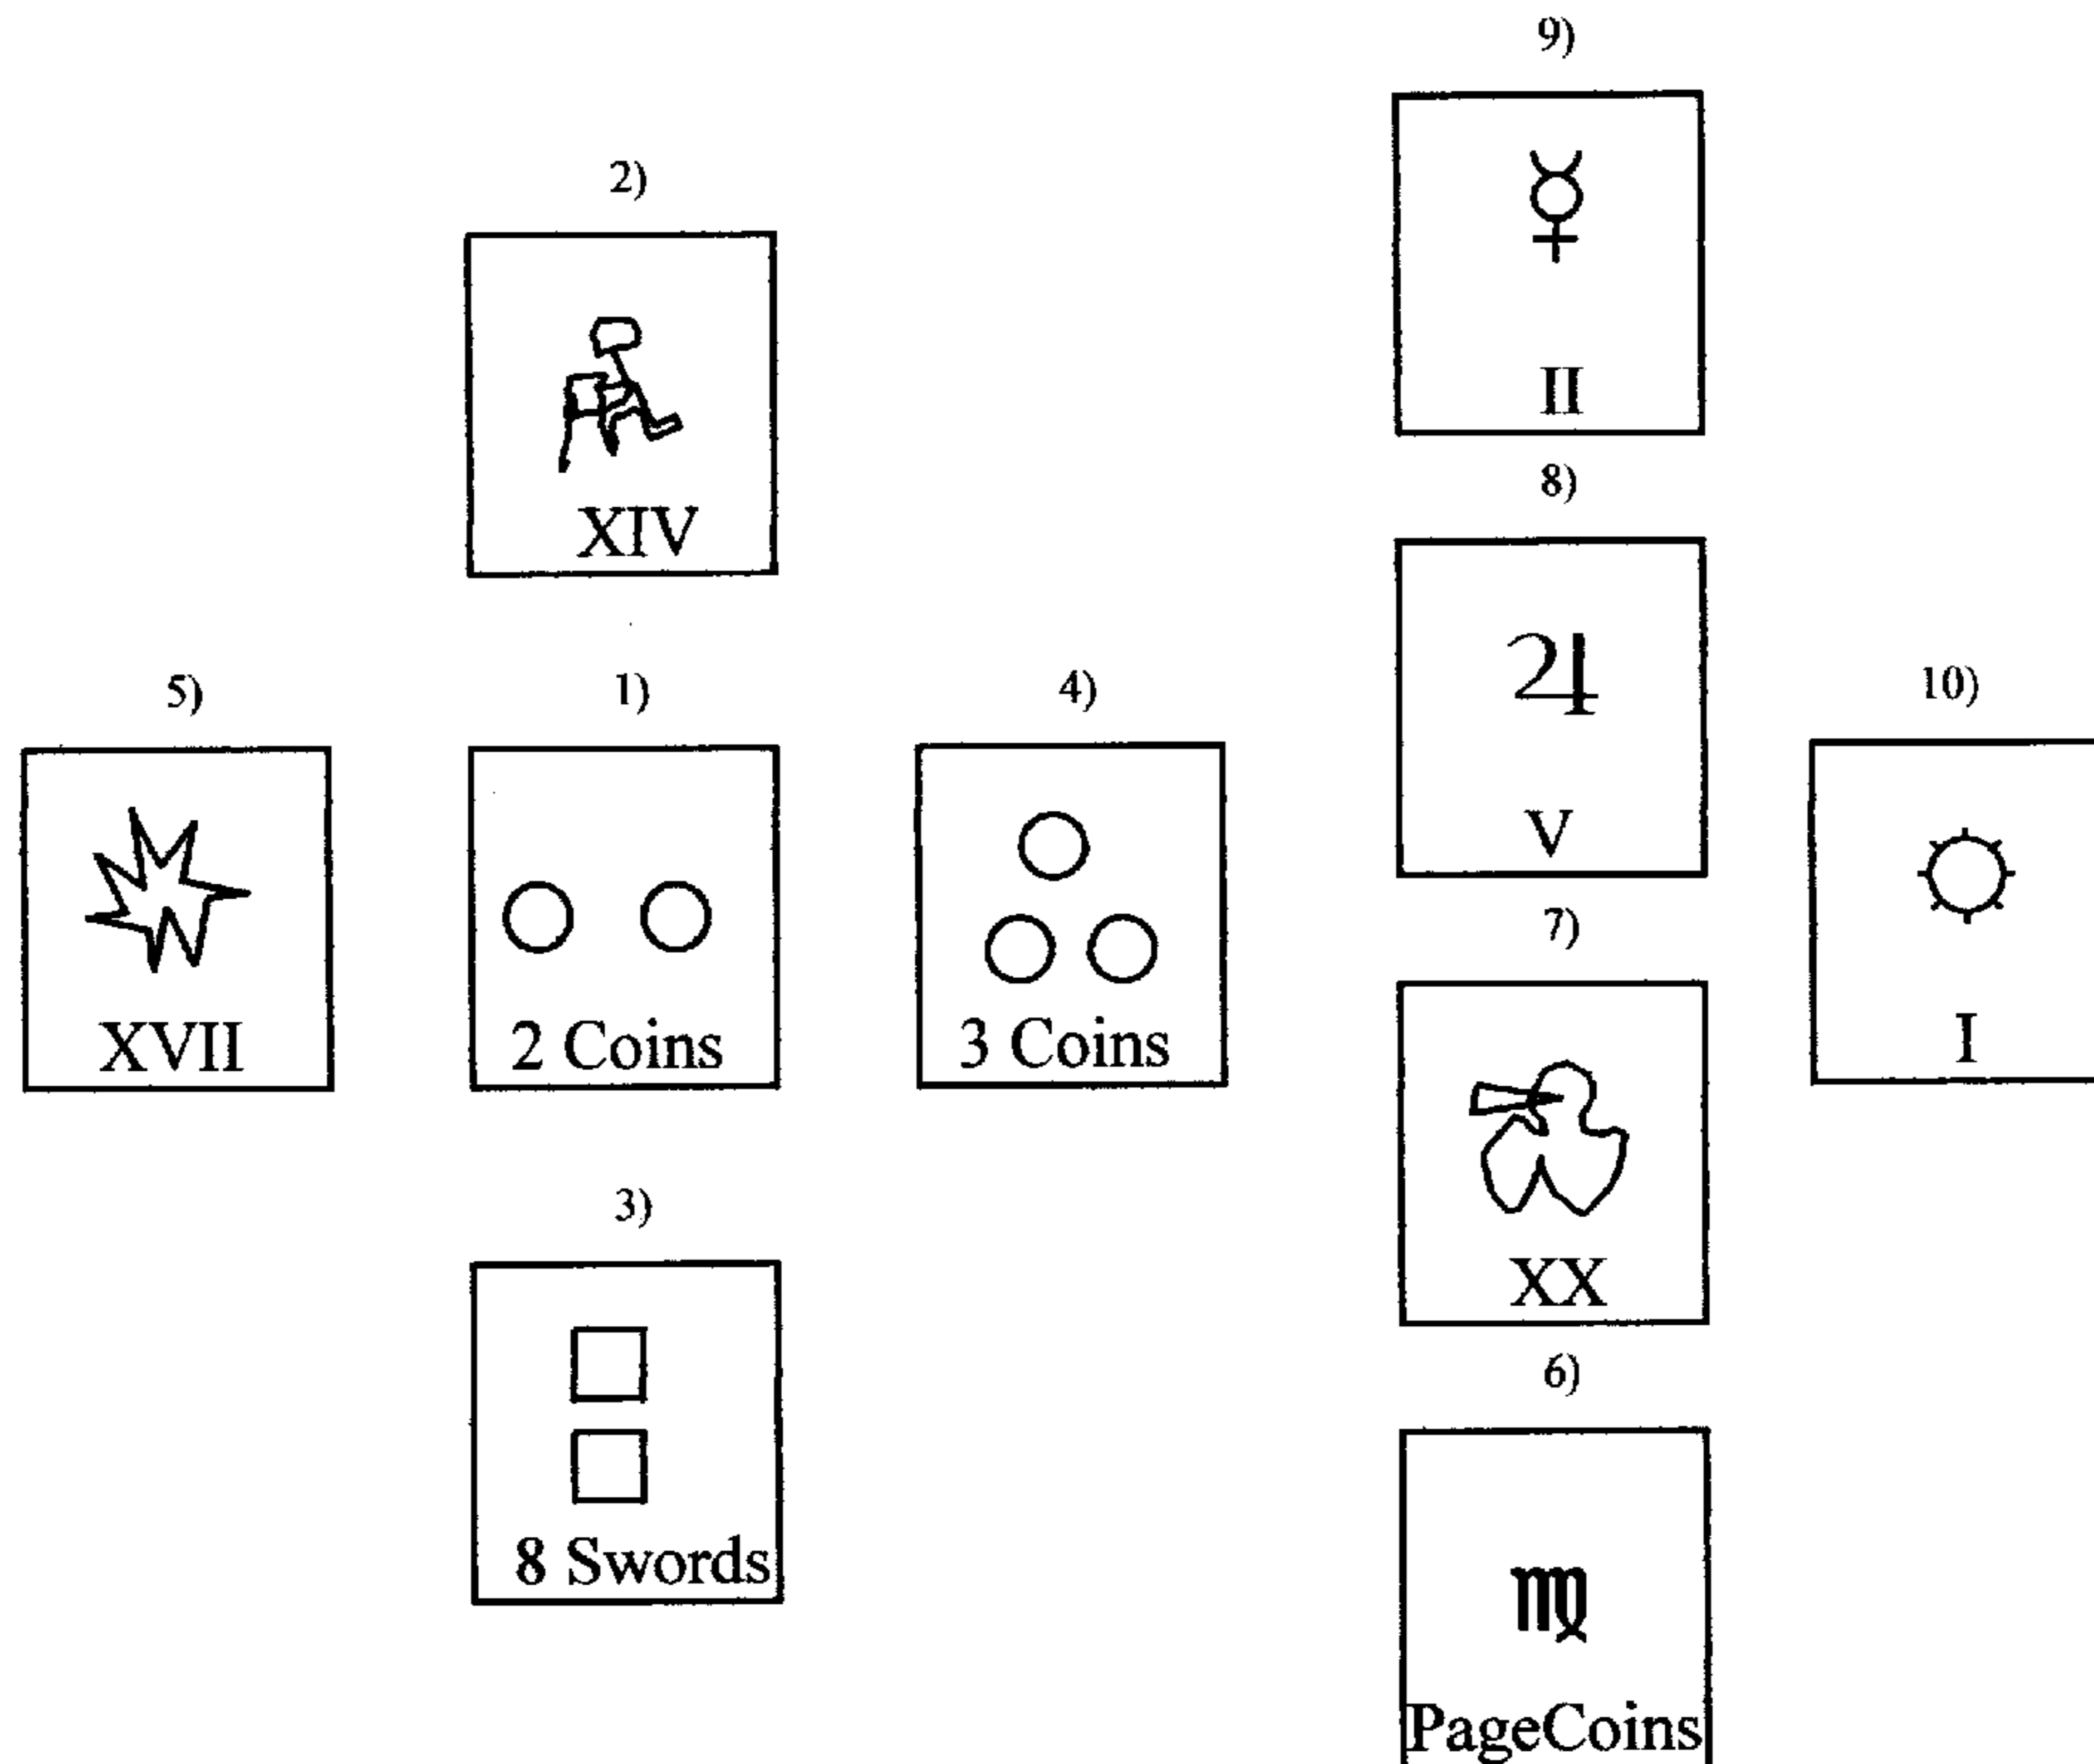 9)
2)
II
8)
XIV
5)
1)
4)
10)
V
7)
XVII
2 Coins
3 Coins
I
3)
XX
6)
8 Swords
PageCoins